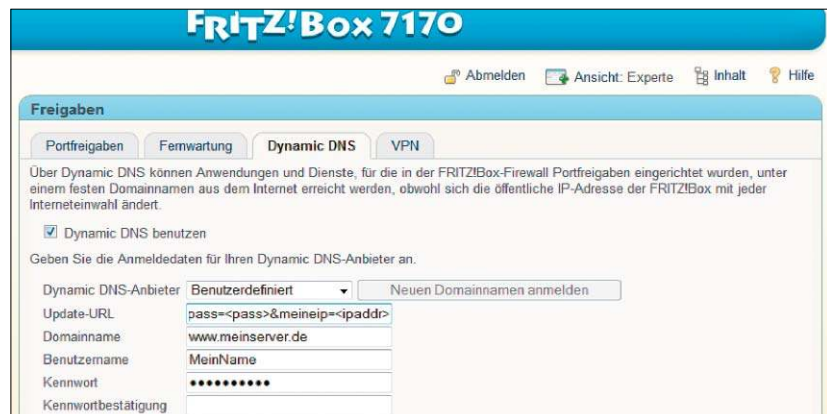 FRITZ!Box 7170
Abmelden Ansicht: Experte Inhalt Hilfe
Freigaben
Portfreigaben Fernwartung Dynamic DNS VPN
Über Dynamic DNS können Anwendungen und Dienste, für die in der FRITZ!Box-Firewall Portfreigaben eingerichtet wurden, unter
einem festen Domainnamen aus dem Internet erreicht werden, obwohl sich die öffentliche IP-Adresse der FRITZ!Box mit jeder
Interneteinwahl ändert.
Dynamic DNS benutzen
Geben Sie die Anmeldedaten für Ihren Dynamic DNS-Anbieter an.
Dynamic DNS-Anbieter Benutzerdefiniert Neuen Domainnamen anmelden
Update-URL pass=<pass>&meineip=<ipaddr>
Domainname www.meinserver.de
Benutzername MeinName
Kennwort ●●●●●●●●●●
Kennwortbestätigung